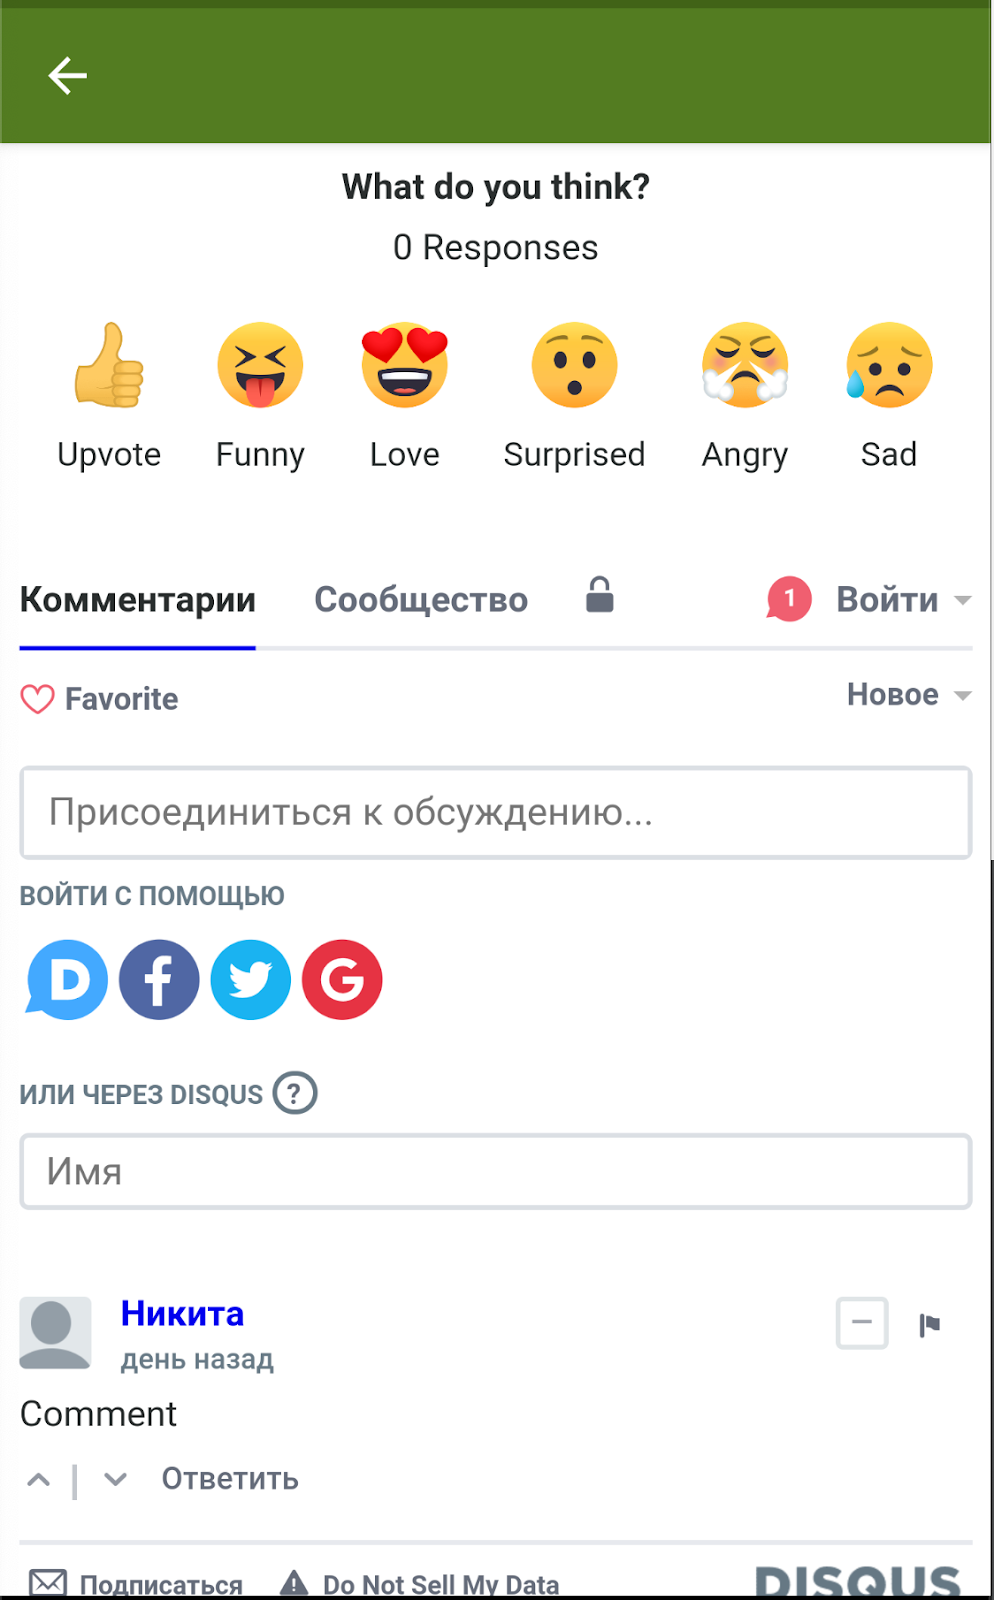 What do you think?
0 Responses
Upvote Funny Love Surprised Angry Sad
Комментарии Сообщество 1 Войти
Favorite Новое
Присоединиться к обсуждению...
ВОЙТИ С ПОМОЩЬЮ
D f G
ИЛИ ЧЕРЕЗ DISQUS ?
Имя
Никита
день назад
Comment
Ответить
Подписаться Do Not Sell My Data DISQUS